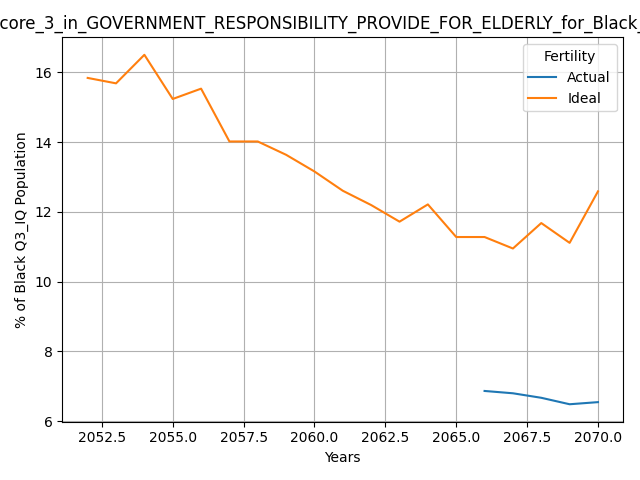 core_3_in_GOVERNMENT_RESPONSIBILITY_PROVIDE_FOR_ELDERLY_for_Black_
Fertility
Actual
Ideal
% of Black Q3_IQ Population
16
14
12
10
8
6
2052.5 2055.0 2057.5 2060.0 2062.5 2065.0 2067.5 2070.0
Years